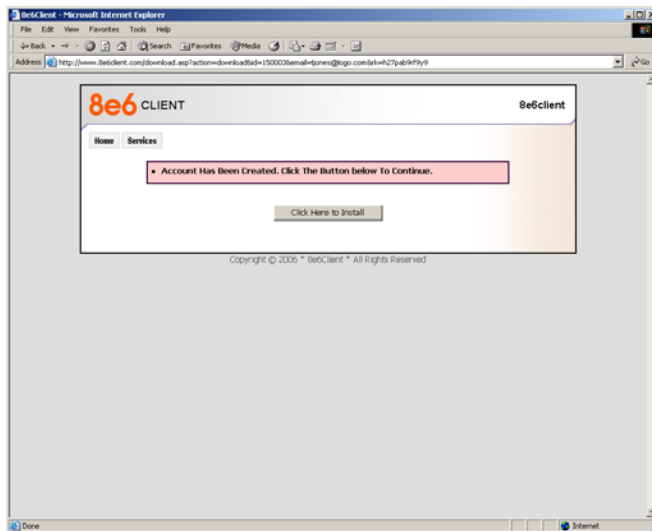 8e6Client - Microsoft Internet Explorer
File Edit View Favorites Tools Help
Back Search Favorites Media
Address http://www.8e6client.com/download.asp?action=download&id=150003&email=tjones@logo.com&rk=h27pab9rf9y9 Go
8e6 CLIENT 8e6client
Home Services
• Account Has Been Created. Click The Button below To Continue.
Click Here to Install
Copyright © 2006 * 8e6Client * All Rights Reserved
Done Internet